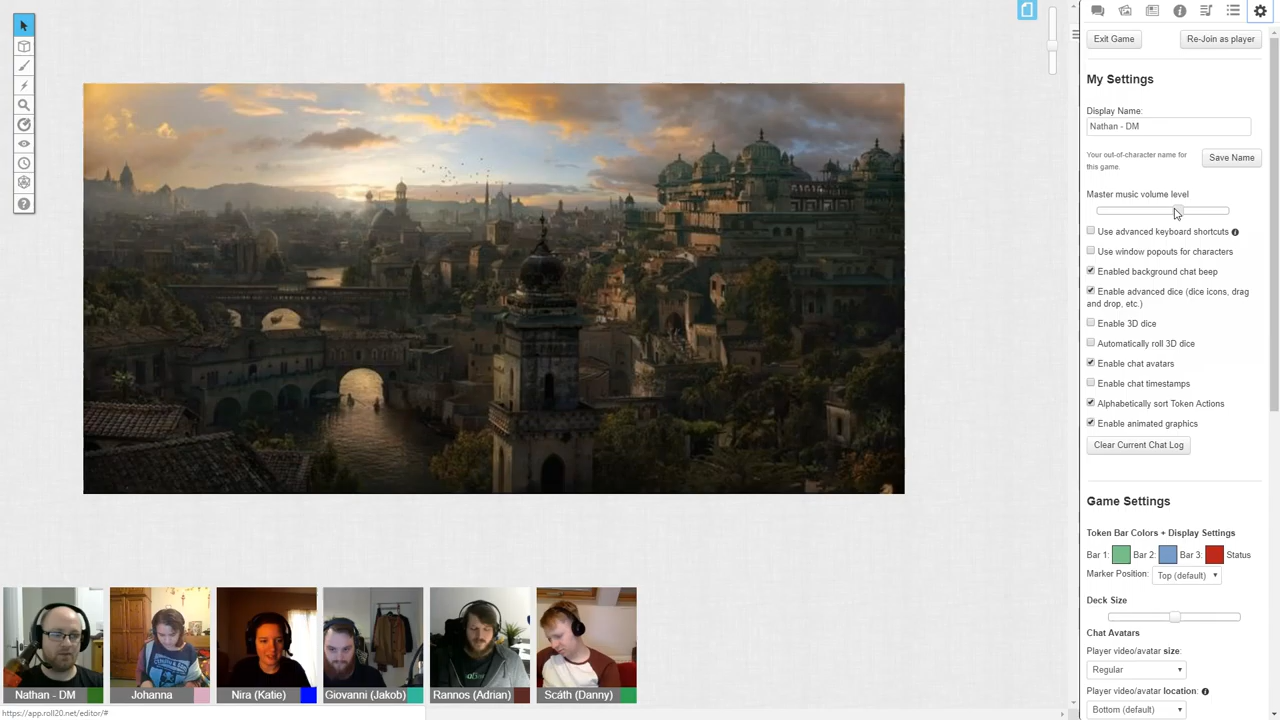 Exit Game
Re-Join as player
My Settings
Display Name:
Nathan - DM
Your out-of-character name for
this game.
Save Name
Master music volume level
Use advanced keyboard shortcuts
Use window popouts for characters
Enabled background chat beep
Enable advanced dice (dice icons, drag
and drop, etc.)
Enable 3D dice
Automatically roll 3D dice
Enable chat avatars
Enable chat timestamps
Alphabetically sort Token Actions
Enable animated graphics
Clear Current Chat Log
Game Settings
Token Bar Colors + Display Settings
Bar 1: Bar 2: Bar 3: Status
Marker Position: Top (default)
Deck Size
Chat Avatars
Player video/avatar size:
Regular
Player video/avatar location:
Bottom (default)
Nathan - DM
Johanna
Nira (Katie)
Giovanni (Jakob)
Rannos (Adrian)
Scáth (Danny)
https://app.roll20.net/editor/#